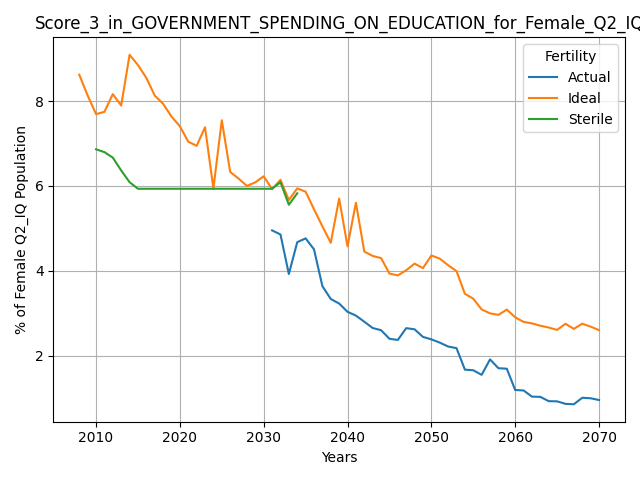 Score_3_in_GOVERNMENT_SPENDING_ON_EDUCATION_for_Female_Q2_IQ
Fertility
Actual
Ideal
Sterile
% of Female Q2_IQ Population
8
6
4
2
2010 2020 2030 2040 2050 2060 2070
Years